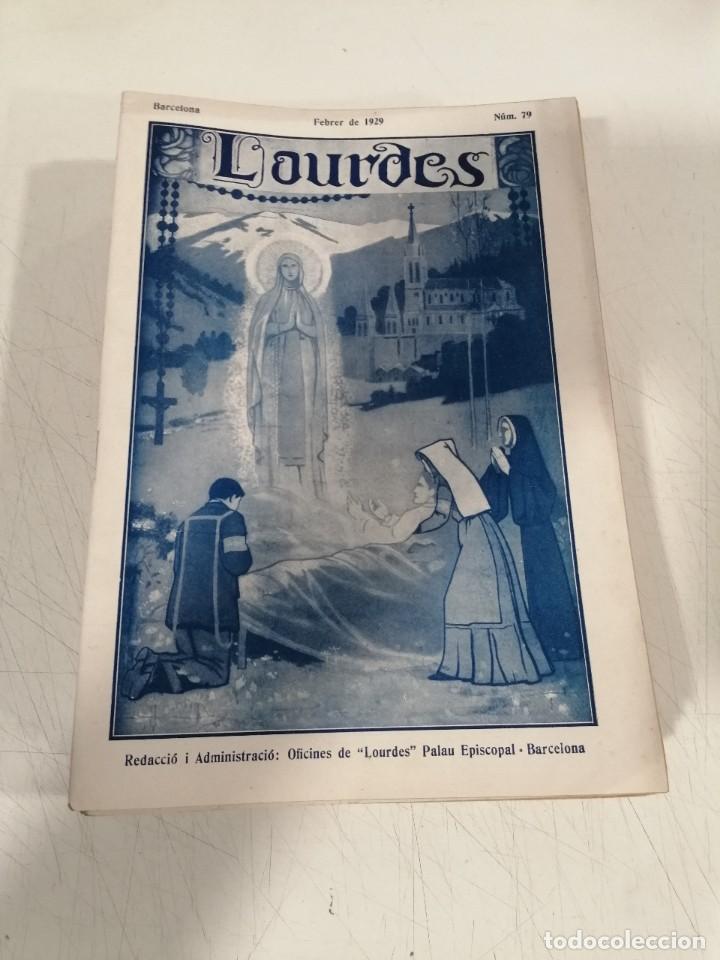 Barcelona
Febrer de 1929
Núm. 79
Lourdes
Redacció i Administració: Oficines de "Lourdes" Palau Episcopal · Barcelona
todocoleccion